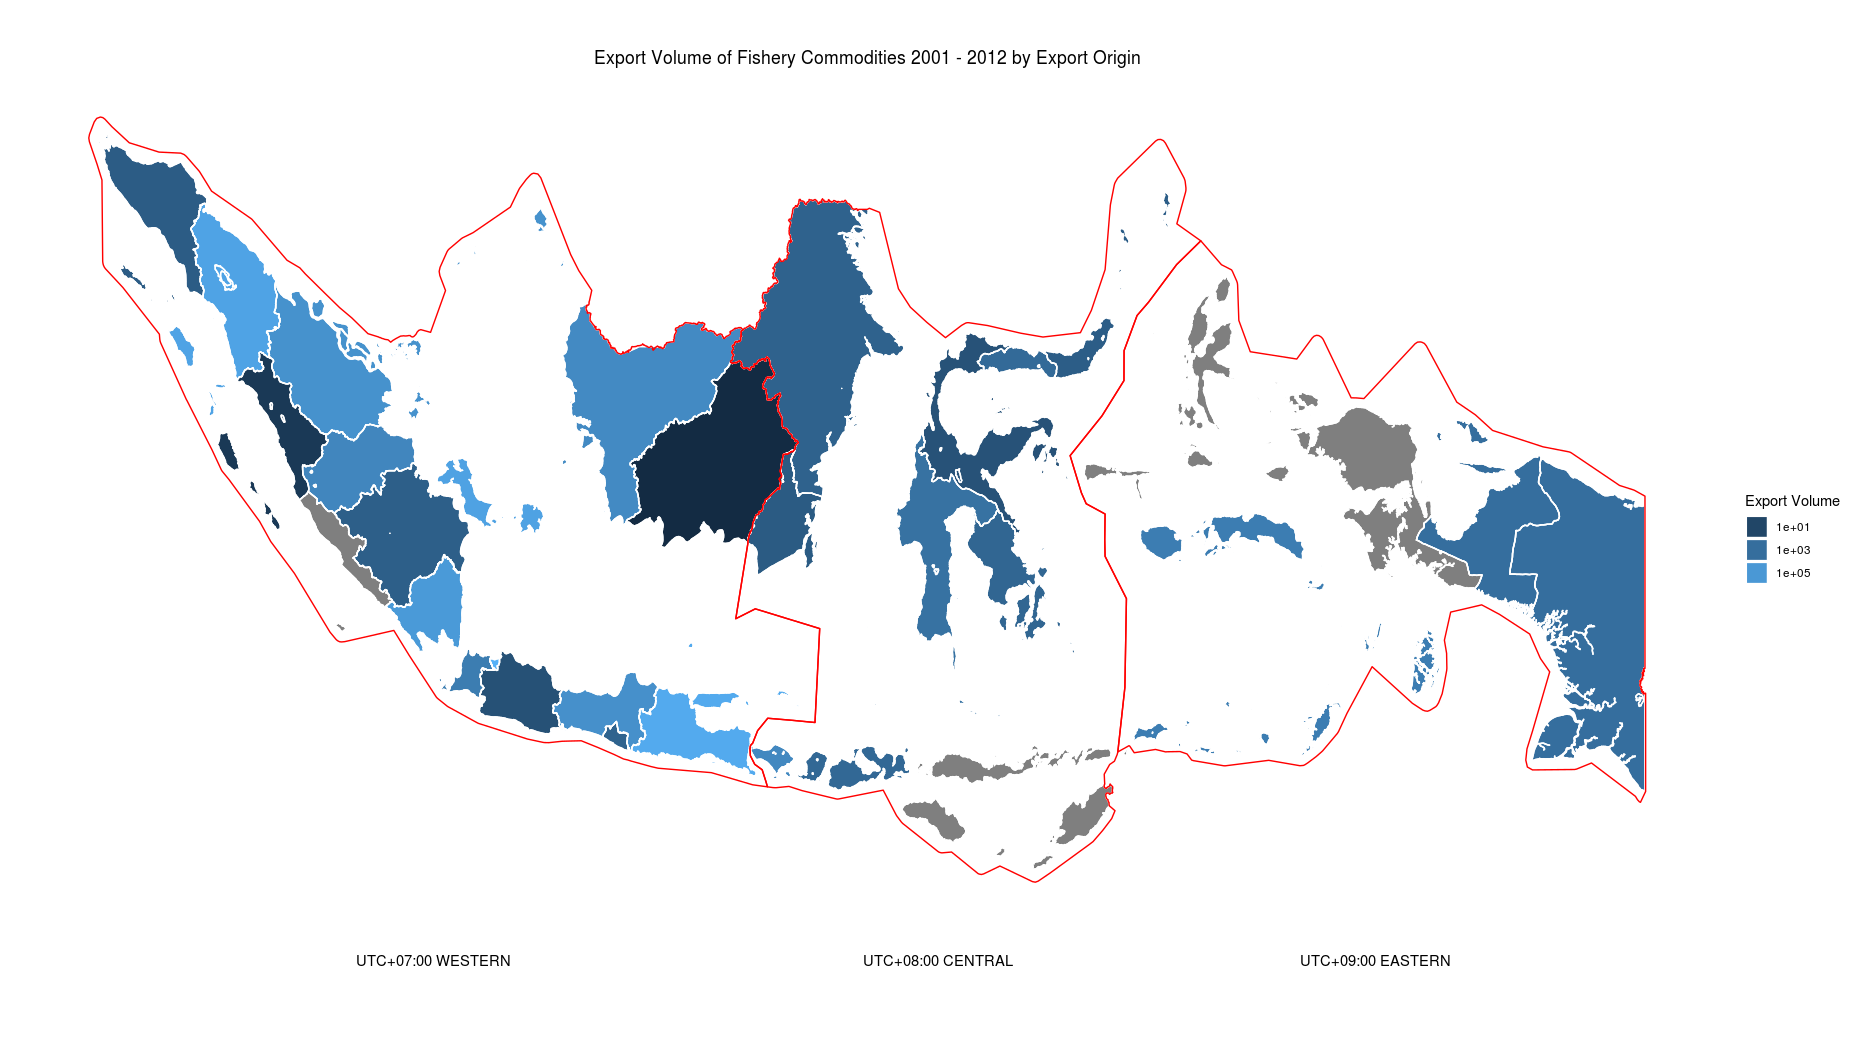 Export Volume of Fishery Commodities 2001 - 2012 by Export Origin
Export Volume
1e+01
1e+03
1e+05
UTC+07:00 WESTERN
UTC+08:00 CENTRAL
UTC+09:00 EASTERN